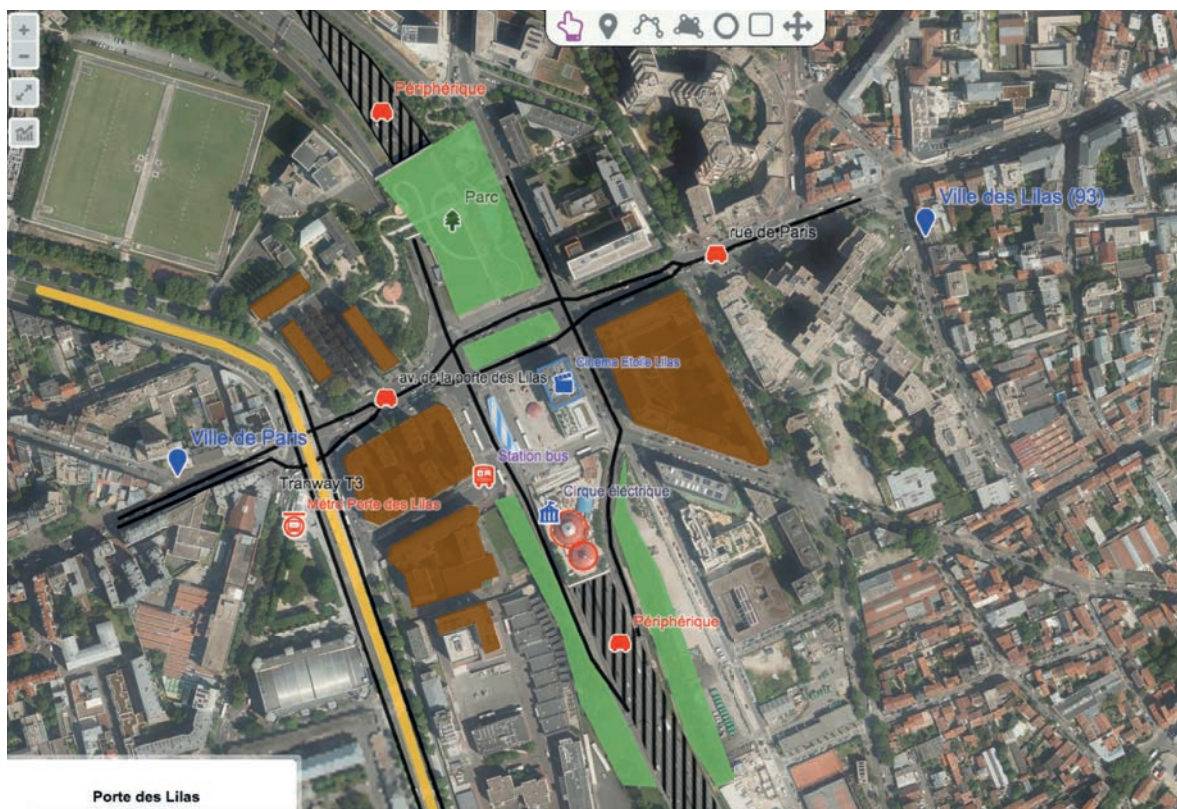 Périphérique
Parc
Ville des Lilas (93)
rue de Paris
Cinéma Etoile Lilas
av. de la porte des Lilas
Ville de Paris
Station bus
Tranway T3
Métro Porte des Lilas
Cirque électrique
Périphérique
Porte des Lilas